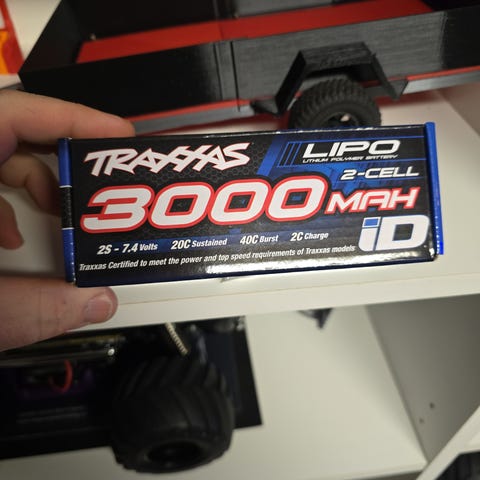 TRAXXAS
LIPO
LITHIUM POLYMER BATTERY
2-CELL
3000 MAH
2S - 7.4 Volts 20C Sustained 40C Burst 2C Charge
iD
Traxxas Certified to meet the power and top speed requirements of Traxxas models